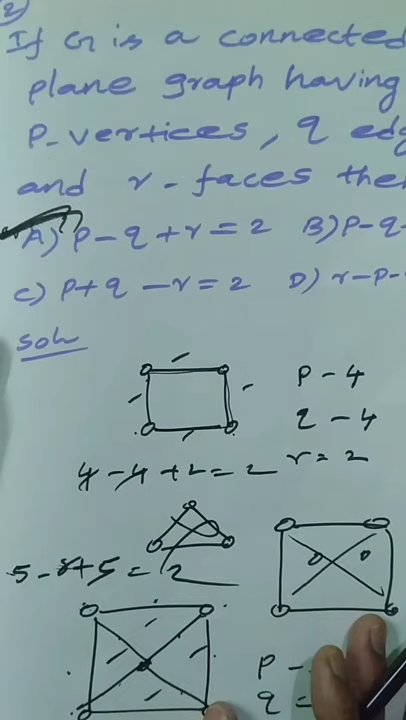 2)
If G is a connected
plane graph having
P-vertices, q edg
and r-faces the
A) p-q+r=2 B) p-q
C) p+q-r=2 D) r-p-
Soln
p-4
q-4
r=2
4-4+2=2
5-8+5=2
p-
q=